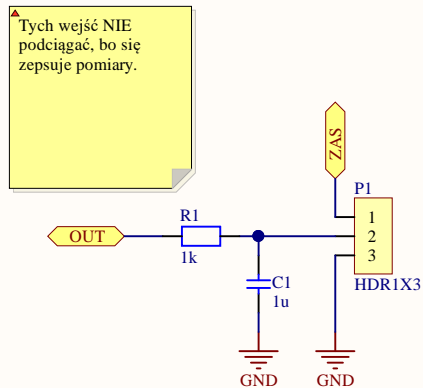 Tych wejść NIE
podciągać, bo się
zepsuje pomiary.
ZAS
P1
1
2
3
HDR1X3
OUT
R1
1k
C1
1u
GND
GND